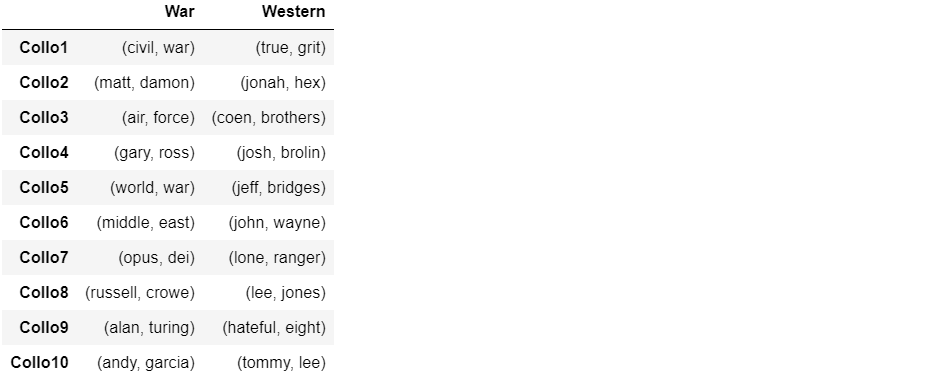 War Western
Collo1 (civil, war) (true, grit)
Collo2 (matt, damon) (jonah, hex)
Collo3 (air, force) (coen, brothers)
Collo4 (gary, ross) (josh, brolin)
Collo5 (world, war) (jeff, bridges)
Collo6 (middle, east) (john, wayne)
Collo7 (opus, dei) (lone, ranger)
Collo8 (russell, crowe) (lee, jones)
Collo9 (alan, turing) (hateful, eight)
Collo10 (andy, garcia) (tommy, lee)